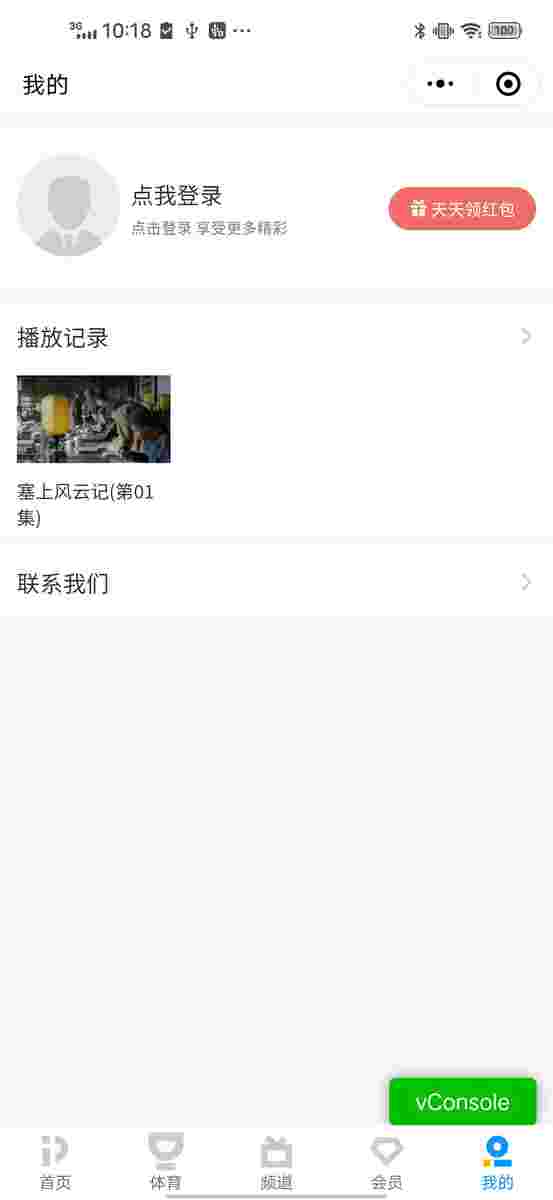 3G 10:18 100
我的
点我登录
点击登录 享受更多精彩
天天领红包
播放记录
塞上风云记(第01
集)
联系我们
vConsole
首页 体育 频道 会员 我的